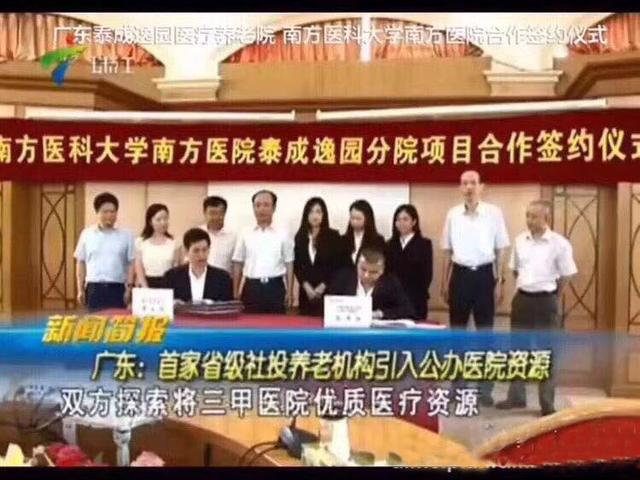 广东泰成逸园医疗养老院 南方医科大学南方医院合作签约仪式
南方医科大学南方医院泰成逸园分院项目合作签约仪式
新闻简报
广东：首家省级社投养老机构引入公办医院资源
双方探索将三甲医院优质医疗资源